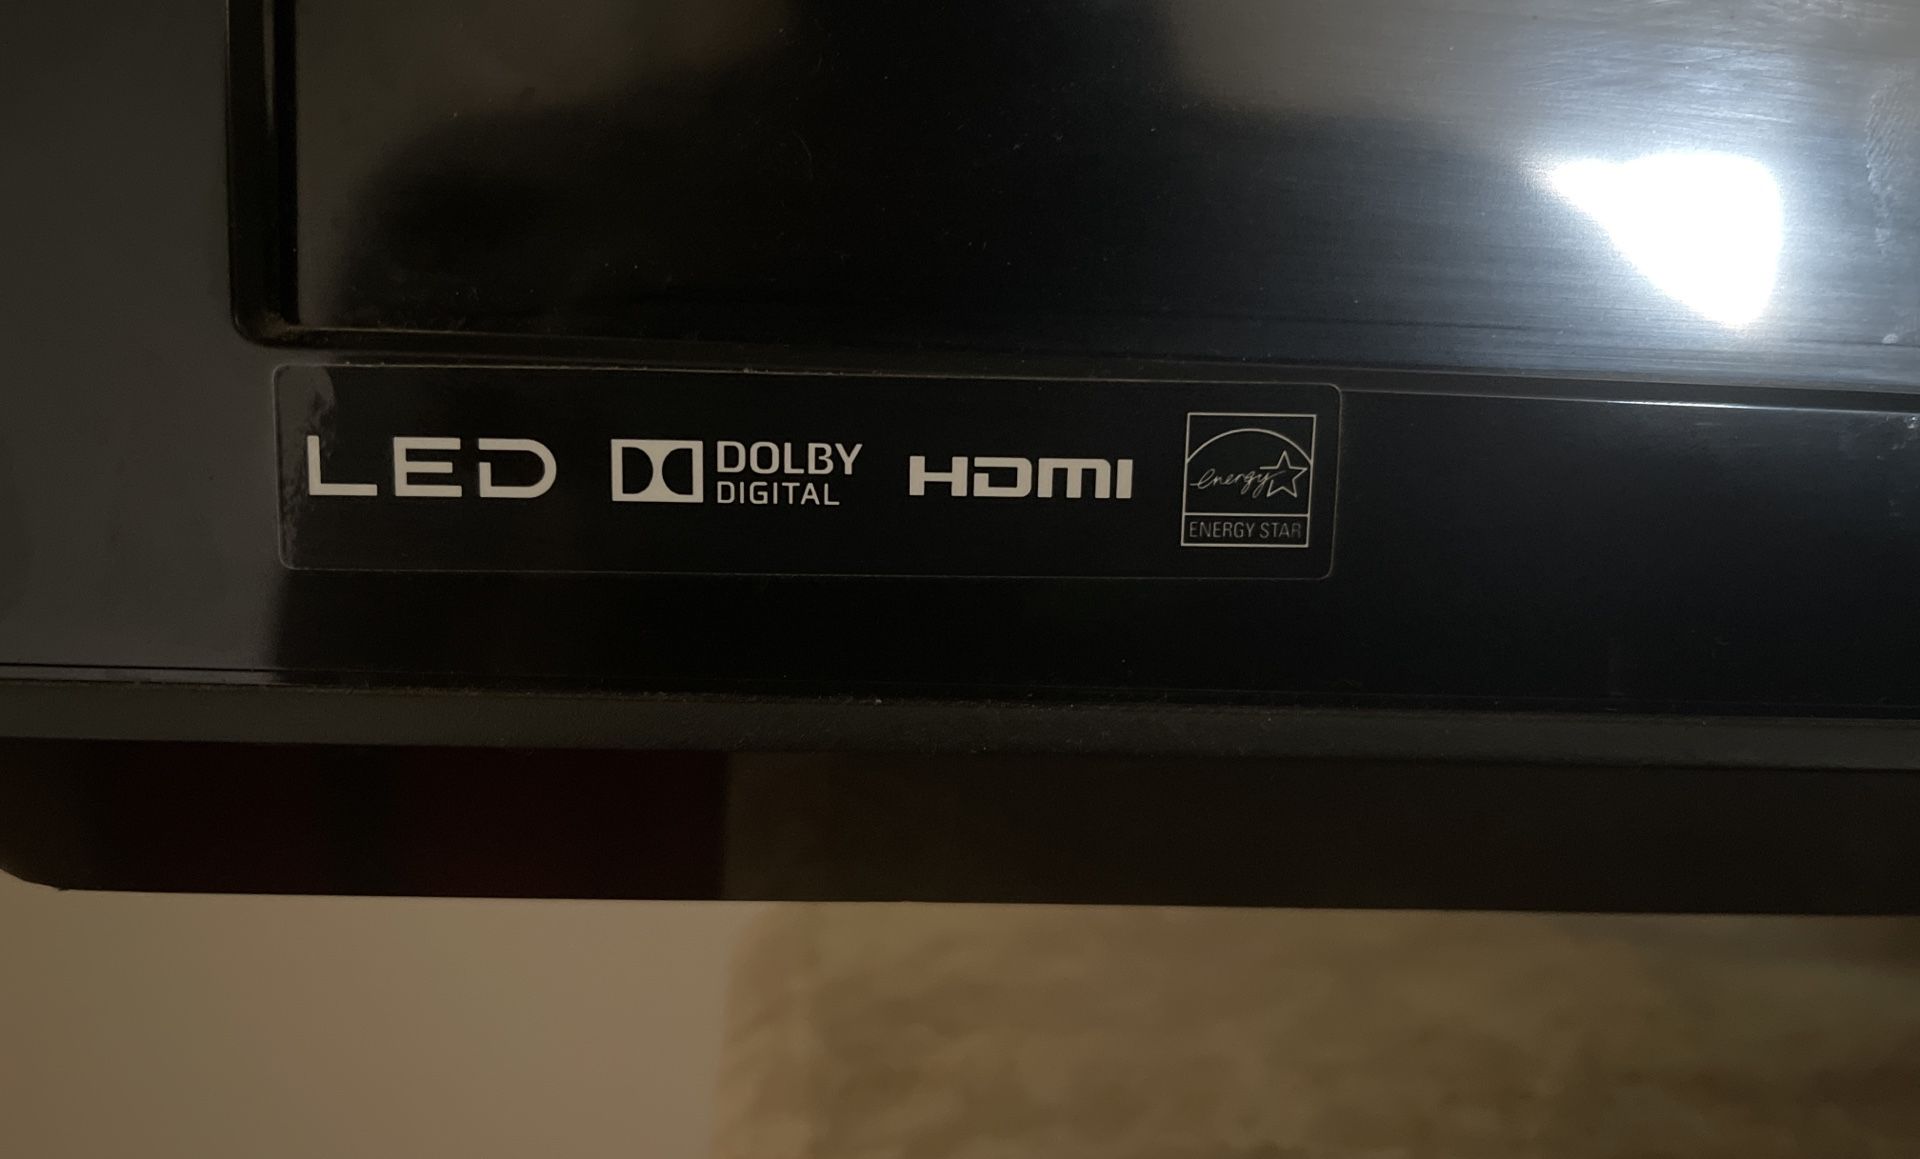 LED
DOLBY
DIGITAL
HDMI
energy
ENERGY STAR